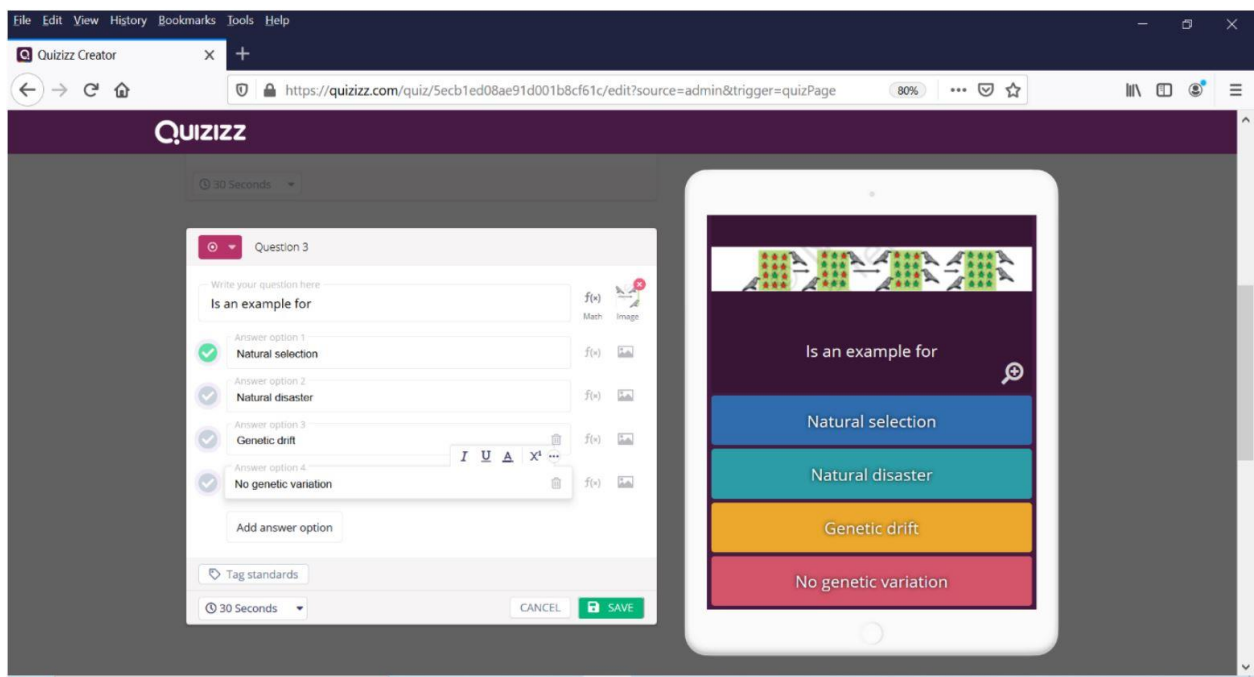 File Edit View History Bookmarks Tools Help
Quizizz Creator
https://quizizz.com/quiz/5ecb1ed08ae91d001b8cf61c/edit?source=admin&trigger=quizPage 80%
QUIZIZZ
30 Seconds
Question 3
Write your question here
Is an example for
f(x)
Math Image
Answer option 1
Natural selection
f(x)
Answer option 2
Natural disaster
f(x)
Answer option 3
Genetic drift
f(x)
I U A X¹ ...
Answer option 4
No genetic variation
f(x)
Add answer option
Tag standards
30 Seconds CANCEL SAVE
Is an example for
Natural selection
Natural disaster
Genetic drift
No genetic variation